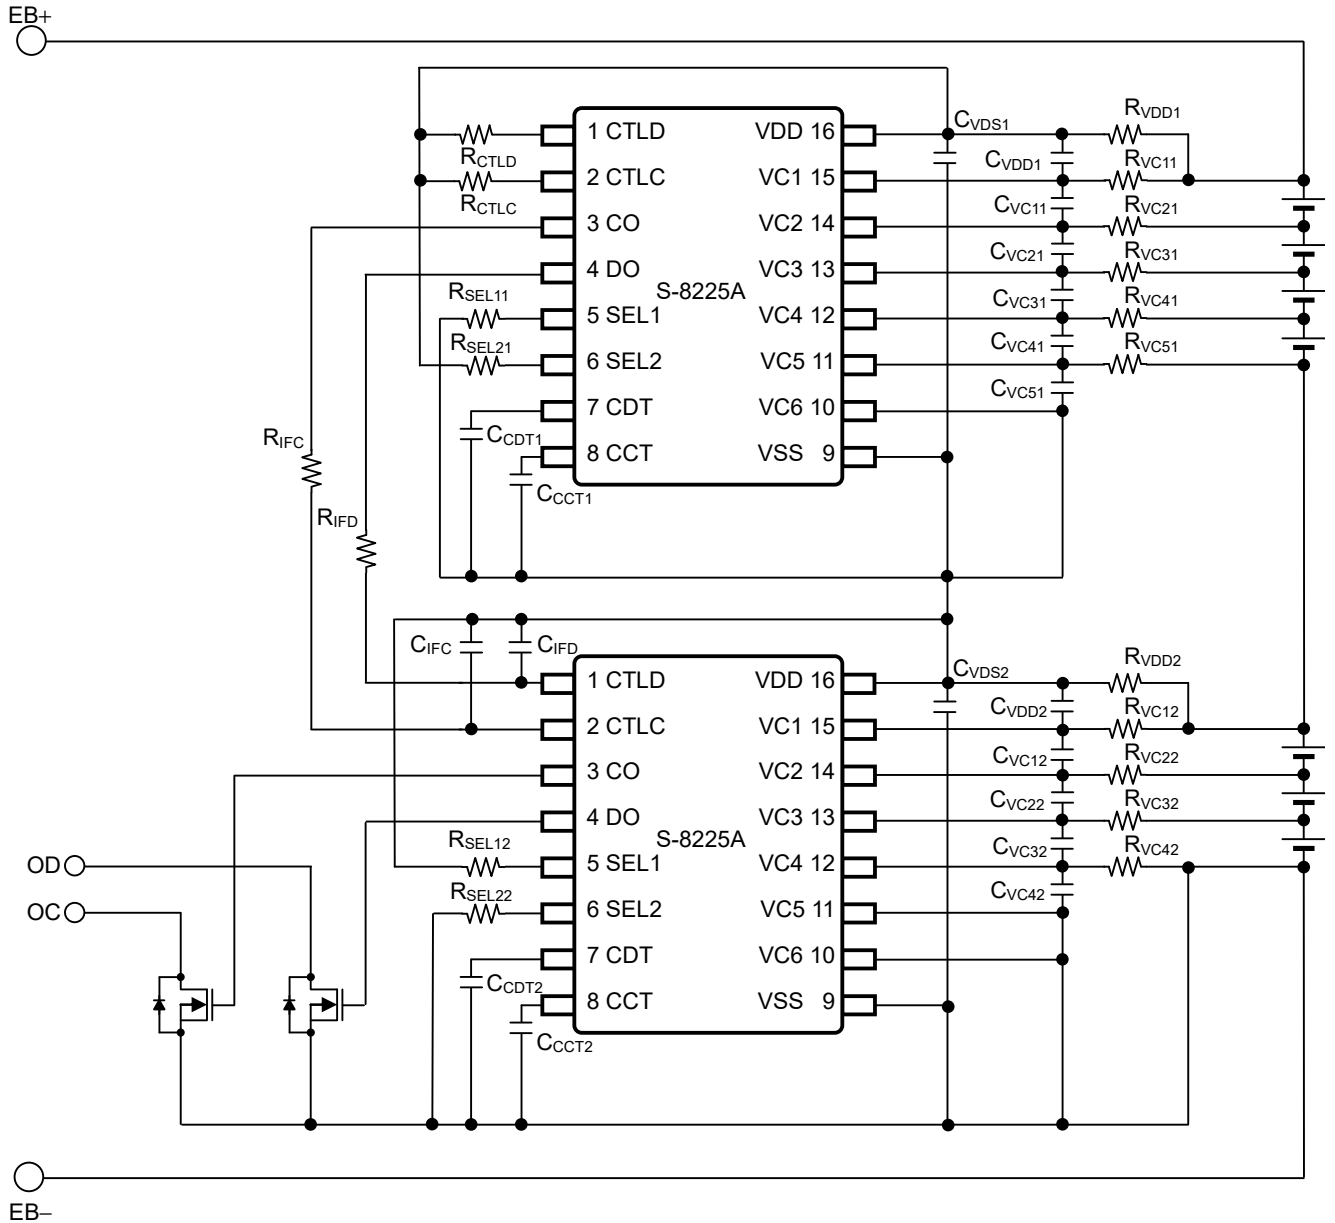 EB+
1 CTLD
VDD 16
CVDS1
RVDD1
RCTLD
CVDD1
RVC11
2 CTLC
VC1 15
RCTLC
CVC11
RVC21
3 CO
VC2 14
CVC21
RVC31
4 DO
VC3 13
S-8225A
RSEL11
CVC31
RVC41
5 SEL1
VC4 12
RSEL21
CVC41
RVC51
6 SEL2
VC5 11
CVC51
7 CDT
VC6 10
RIFC
CCDT1
8 CCT
VSS 9
CCCT1
RIFD
CIFC
CIFD
1 CTLD
VDD 16
CVDS2
RVDD2
CVDD2
RVC12
2 CTLC
VC1 15
CVC12
RVC22
3 CO
VC2 14
CVC22
RVC32
4 DO
VC3 13
S-8225A
RSEL12
CVC32
RVC42
OD
5 SEL1
VC4 12
RSEL22
CVC42
OC
6 SEL2
VC5 11
7 CDT
VC6 10
CCDT2
8 CCT
VSS 9
CCCT2
EB–